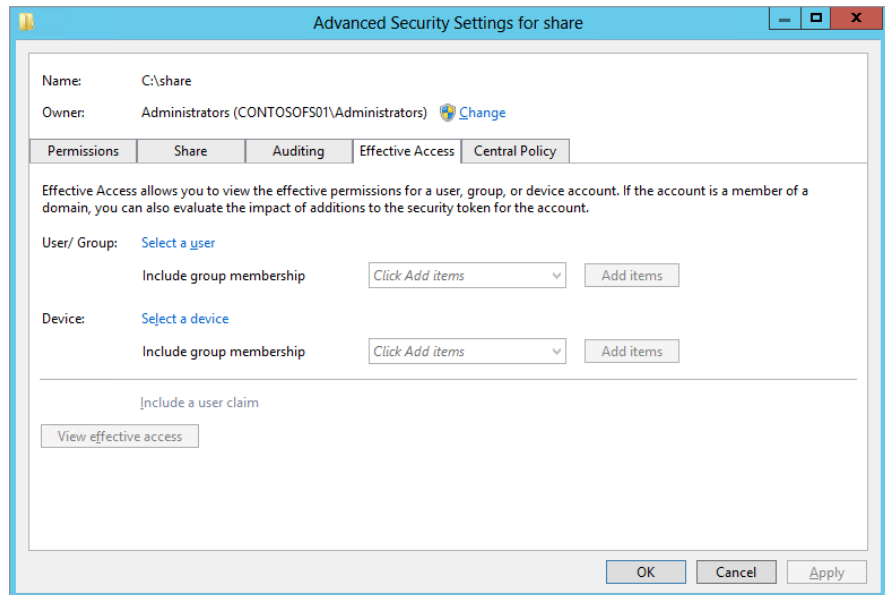 Advanced Security Settings for share
Name: C:\share
Owner: Administrators (CONTOSOFS01\Administrators) Change
Permissions Share Auditing Effective Access Central Policy
Effective Access allows you to view the effective permissions for a user, group, or device account. If the account is a member of a
domain, you can also evaluate the impact of additions to the security token for the account.
User/ Group: Select a user
Include group membership Click Add items Add items
Device: Select a device
Include group membership Click Add items Add items
Include a user claim
View effective access
OK Cancel Apply